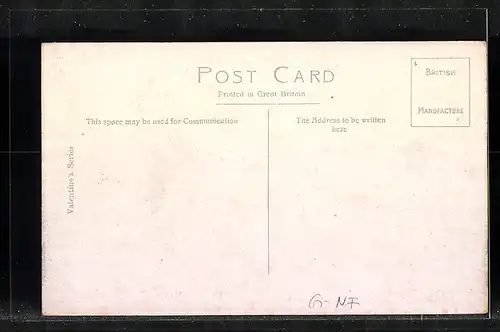 POST CARD
Printed in Great Britain
BRITISH
MANUFACTURE
This space may be used for Communication
The Address to be written
here
Valentine's Series
G-NF